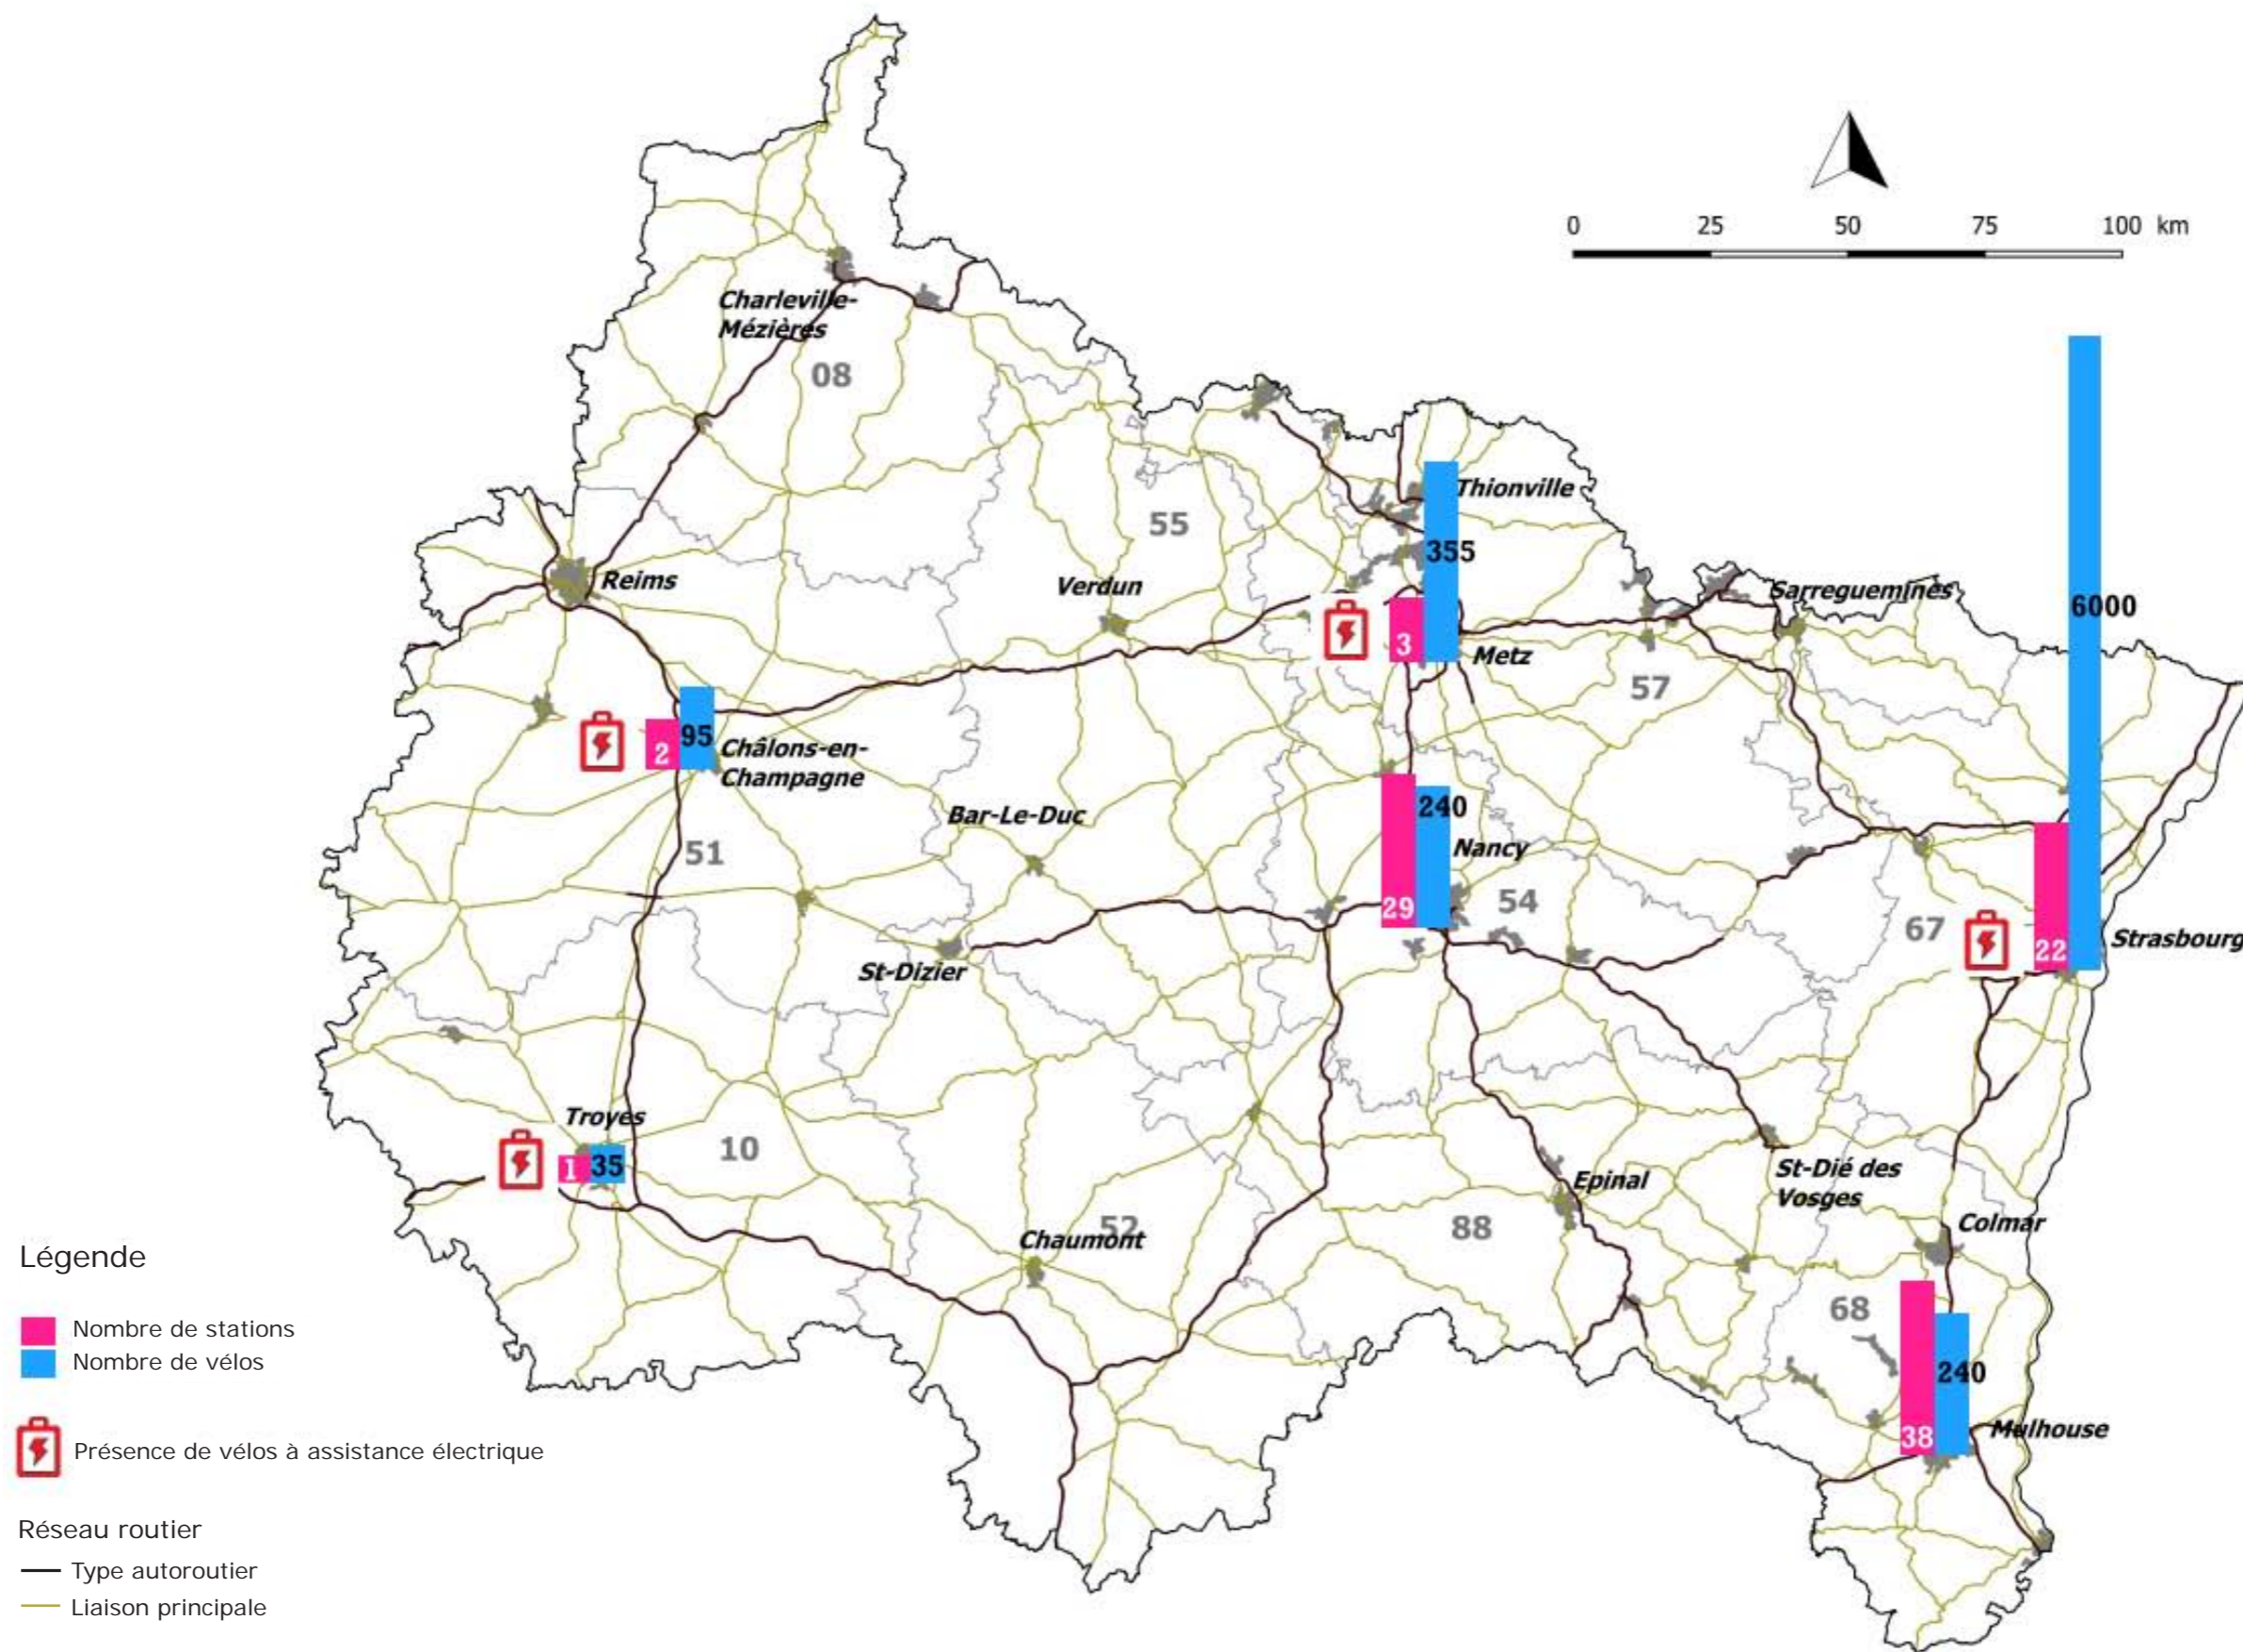 0 25 50 75 100 km
Charleville-
Mézières
08
Thionville
55
355
Reims
Verdun
Sarreguemines
6000
3
Metz
57
95
2
Châlons-en-
Champagne
240
Bar-Le-Duc
Nancy
51
29
54
67
22
Strasbourg
St-Dizier
Troyes
10
1
35
Epinal
St-Dié des
Vosges
52
Chaumont
88
Colmar
68
240
38
Mulhouse
Légende
Nombre de stations
Nombre de vélos
Présence de vélos à assistance électrique
Réseau routier
Type autoroutier
Liaison principale